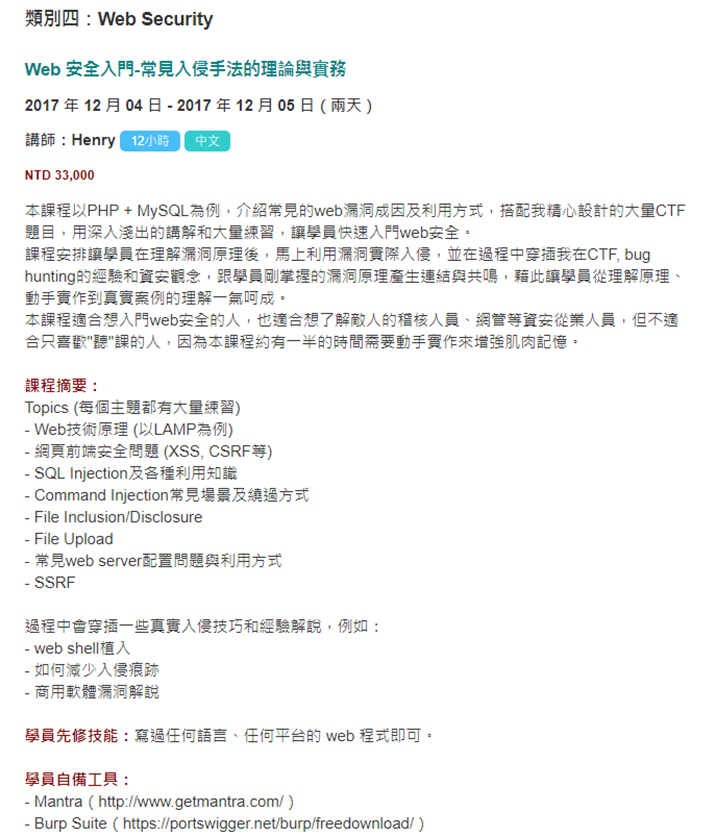 類別四：Web Security
Web 安全入門-常見入侵手法的理論與實務
2017 年 12 月 04 日 - 2017 年 12 月 05 日 ( 兩天 )
講師：Henry 12小時 中文
NTD 33,000
本課程以PHP + MySQL為例，介紹常見的web漏洞成因及利用方式，搭配我精心設計的大量CTF
題目，用深入淺出的講解和大量練習，讓學員快速入門web安全。
課程安排讓學員在理解漏洞原理後，馬上利用漏洞實際入侵，並在過程中穿插我在CTF, bug
hunting的經驗和資安觀念，跟學員剛掌握的漏洞原理產生連結與共鳴，藉此讓學員從理解原理、
動手實作到真實案例的理解一氣呵成。
本課程適合想入門web安全的人，也適合想了解敵人的稽核人員、網管等資安從業人員，但不適
合只喜歡"聽"課的人，因為本課程約有一半的時間需要動手實作來增強肌肉記憶。
課程摘要：
Topics (每個主題都有大量練習)
- Web技術原理 (以LAMP為例)
- 網頁前端安全問題 (XSS, CSRF等)
- SQL Injection及各種利用知識
- Command Injection常見場景及繞過方式
- File Inclusion/Disclosure
- File Upload
- 常見web server配置問題與利用方式
- SSRF
過程中會穿插一些真實入侵技巧和經驗解說，例如：
- web shell植入
- 如何減少入侵痕跡
- 商用軟體漏洞解說
學員先修技能：寫過任何語言、任何平台的 web 程式即可。
學員自備工具：
- Mantra ( http://www.getmantra.com/ )
- Burp Suite ( https://portswigger.net/burp/freedownload/ )